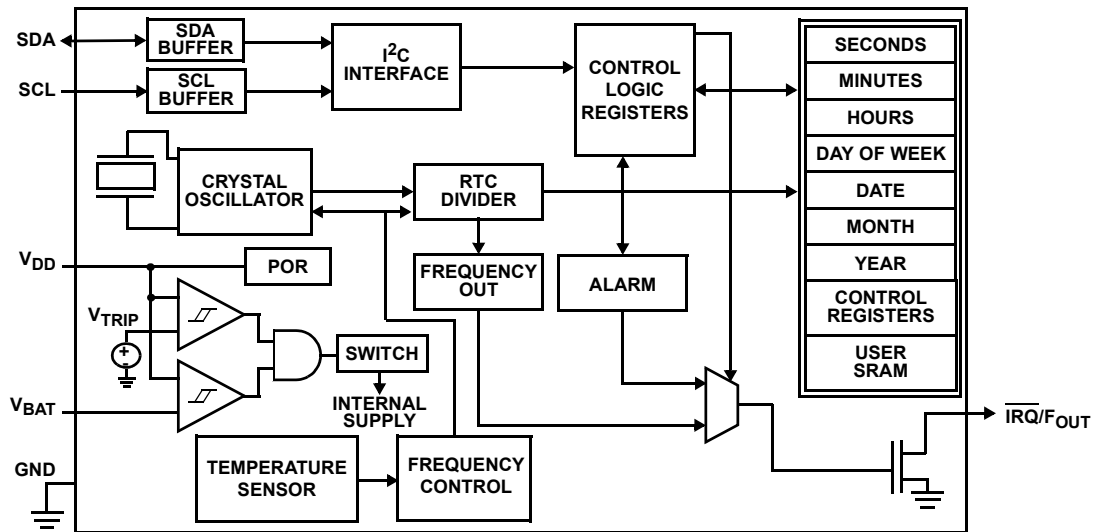 SDA
SCL
SDA
BUFFER
SCL
BUFFER
I²C
INTERFACE
CONTROL
LOGIC
REGISTERS
SECONDS
MINUTES
HOURS
DAY OF WEEK
DATE
MONTH
YEAR
CONTROL
REGISTERS
USER
SRAM
CRYSTAL
OSCILLATOR
RTC
DIVIDER
FREQUENCY
OUT
ALARM
VDD
POR
VTRIP
+
-
SWITCH
INTERNAL
SUPPLY
VBAT
GND
TEMPERATURE
SENSOR
FREQUENCY
CONTROL
IRQ/FOUT